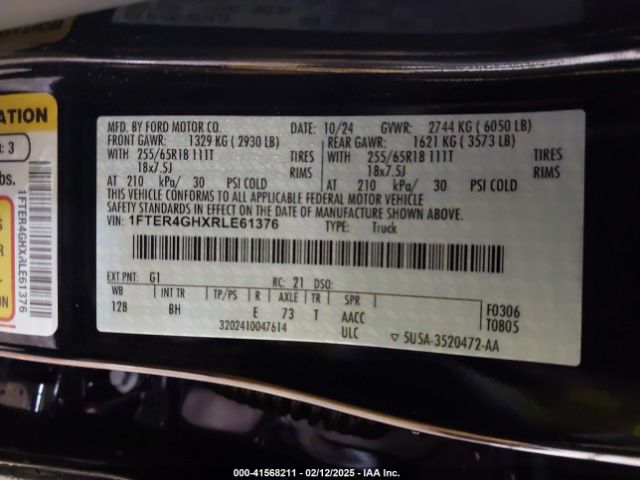 ATION
: 3
bs.
S
R
ION
1FTER4GHXRLE61376
MFD. BY FORD MOTOR CO. DATE: 10/24 GVWR: 2744 KG ( 6050 LB)
FRONT GAWR: 1329 KG ( 2930 LB) REAR GAWR: 1621 KG ( 3573 LB)
WITH 255/65R18 111T TIRES WITH 255/65R18 111T TIRES
18x7.5J RIMS 18x7.5J RIMS
AT 210 kPa/ 30 PSI COLD AT 210 kPa/ 30 PSI COLD
THIS VEHICLE CONFORMS TO ALL APPLICABLE FEDERAL MOTOR VEHICLE
SAFETY STANDARDS IN EFFECT ON THE DATE OF MANUFACTURE SHOWN ABOVE.
VIN: 1FTER4GHXRLE61376 TYPE: Truck
EXT PNT: G1 RC: 21 DSO:
WB INT TR TP/PS R AXLE TR SPR
128 BH E 73 T AACC F0306
3202410047614 ULC T0805
▽ 5U5A-3520472-AA
000-41568211 - 02/12/2025 - IAA Inc.